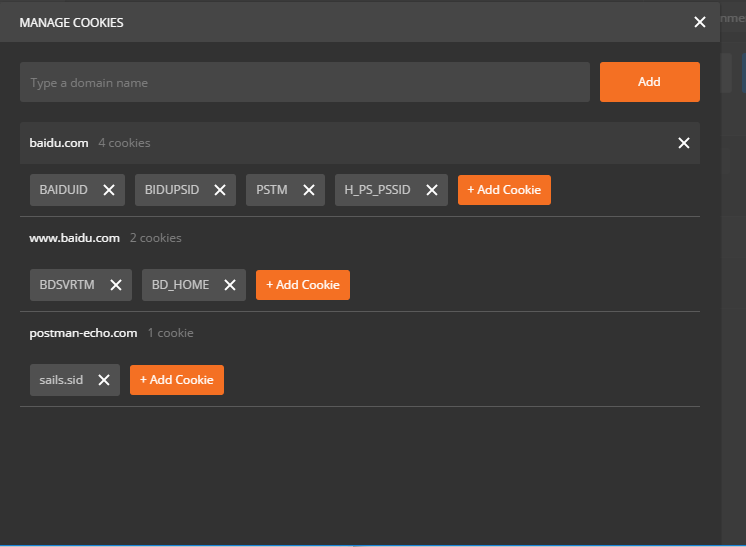 MANAGE COOKIES
Type a domain name
Add
baidu.com 4 cookies
BAIDUID BIDUPSID PSTM H_PS_PSSID + Add Cookie
www.baidu.com 2 cookies
BDSVRTM BD_HOME + Add Cookie
postman-echo.com 1 cookie
sails.sid + Add Cookie